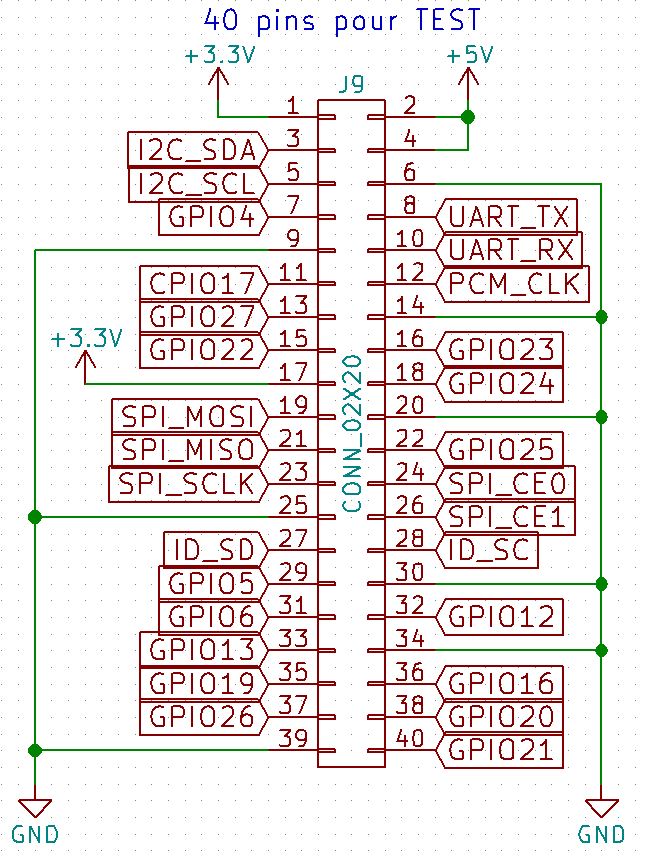 40 pins pour TEST
+3.3V
+5V
J9
1 2
I2C_SDA 3 4
I2C_SCL 5 6
GPIO4 7 8 UART_TX
9 10 UART_RX
CPIO17 11 12 PCM_CLK
GPIO27 13 14
GPIO22 15 16 GPIO23
+3.3V
17 18 GPIO24
SPI_MOSI 19 20
SPI_MISO 21 22 GPIO25
SPI_SCLK 23 24 SPI_CE0
25 26 SPI_CE1
ID_SD 27 28 ID_SC
GPIO5 29 30
GPIO6 31 32 GPIO12
GPIO13 33 34
GPIO19 35 36 GPIO16
GPIO26 37 38 GPIO20
39 40 GPIO21
CONN_02X20
GND
GND